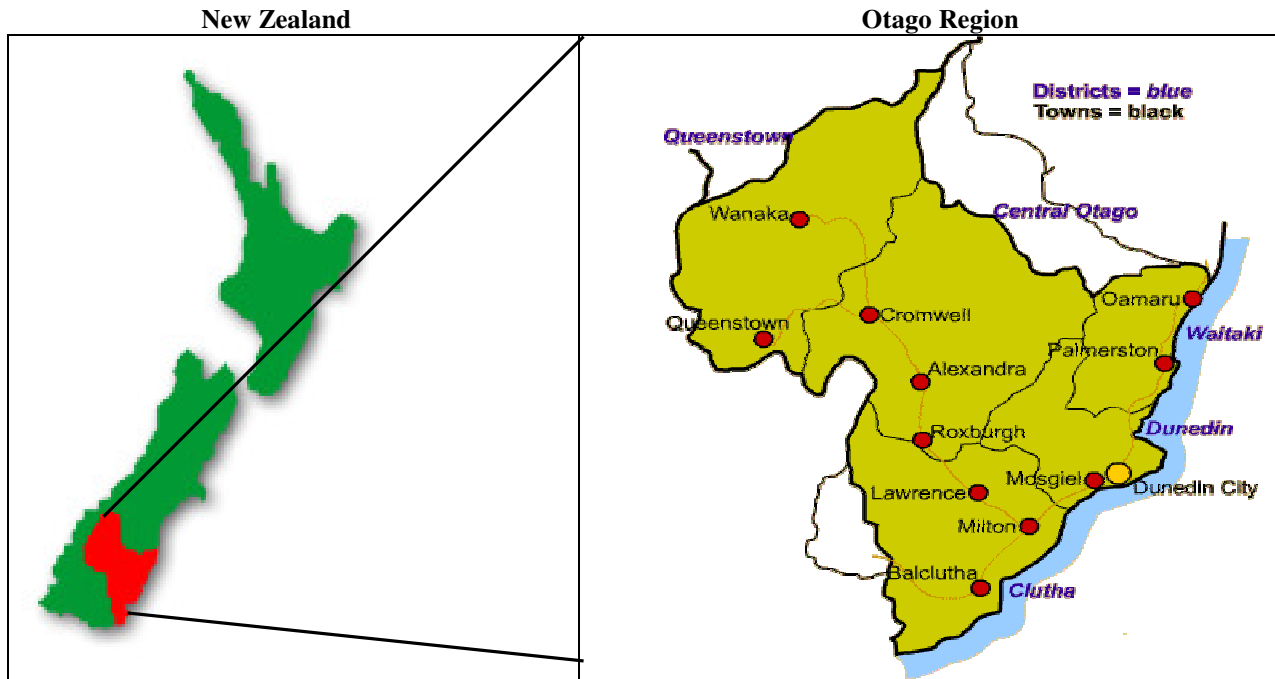 New Zealand
Otago Region
Districts = blue
Towns = black
Queenstown
Wanaka
Central Otago
Oamaru
Cromwell
Queenstown
Waitaki
Palmerston
Alexandra
Roxburgh
Dunedin
Mosgiel
Dunedin City
Lawrence
Milton
Balclutha
Clutha